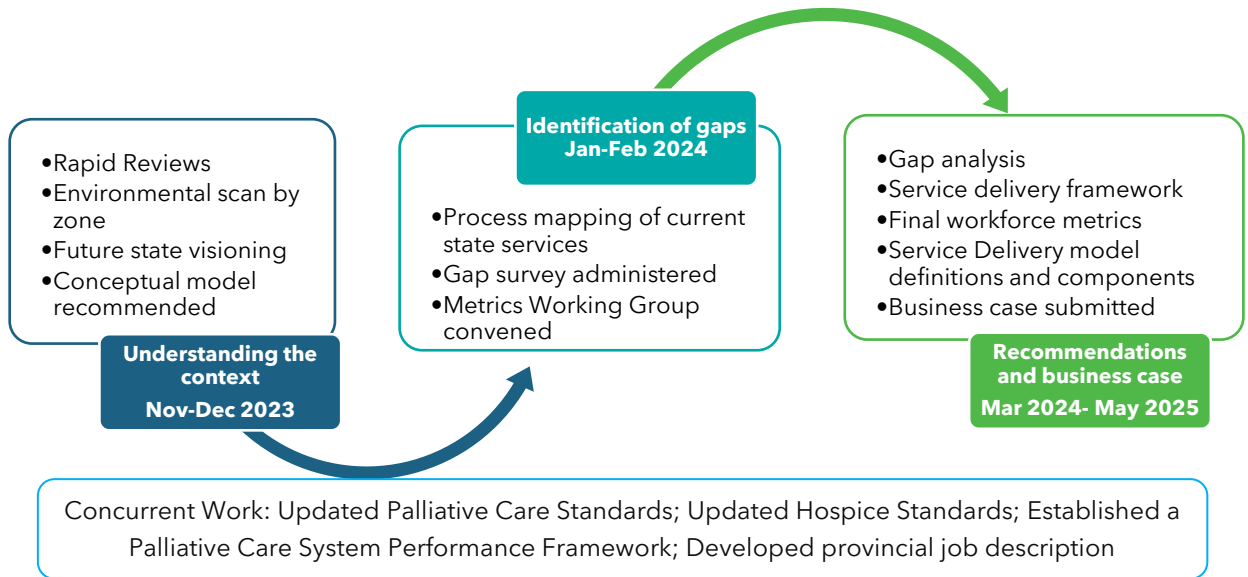 •Rapid Reviews
•Environmental scan by
zone
•Future state visioning
•Conceptual model
recommended
Understanding the
context
Nov-Dec 2023
Identification of gaps
Jan-Feb 2024
•Process mapping of current
state services
•Gap survey administered
•Metrics Working Group
convened
•Gap analysis
•Service delivery framework
•Final workforce metrics
•Service Delivery model
definitions and components
•Business case submitted
Recommendations
and business case
Mar 2024- May 2025
Concurrent Work: Updated Palliative Care Standards; Updated Hospice Standards; Established a
Palliative Care System Performance Framework; Developed provincial job description